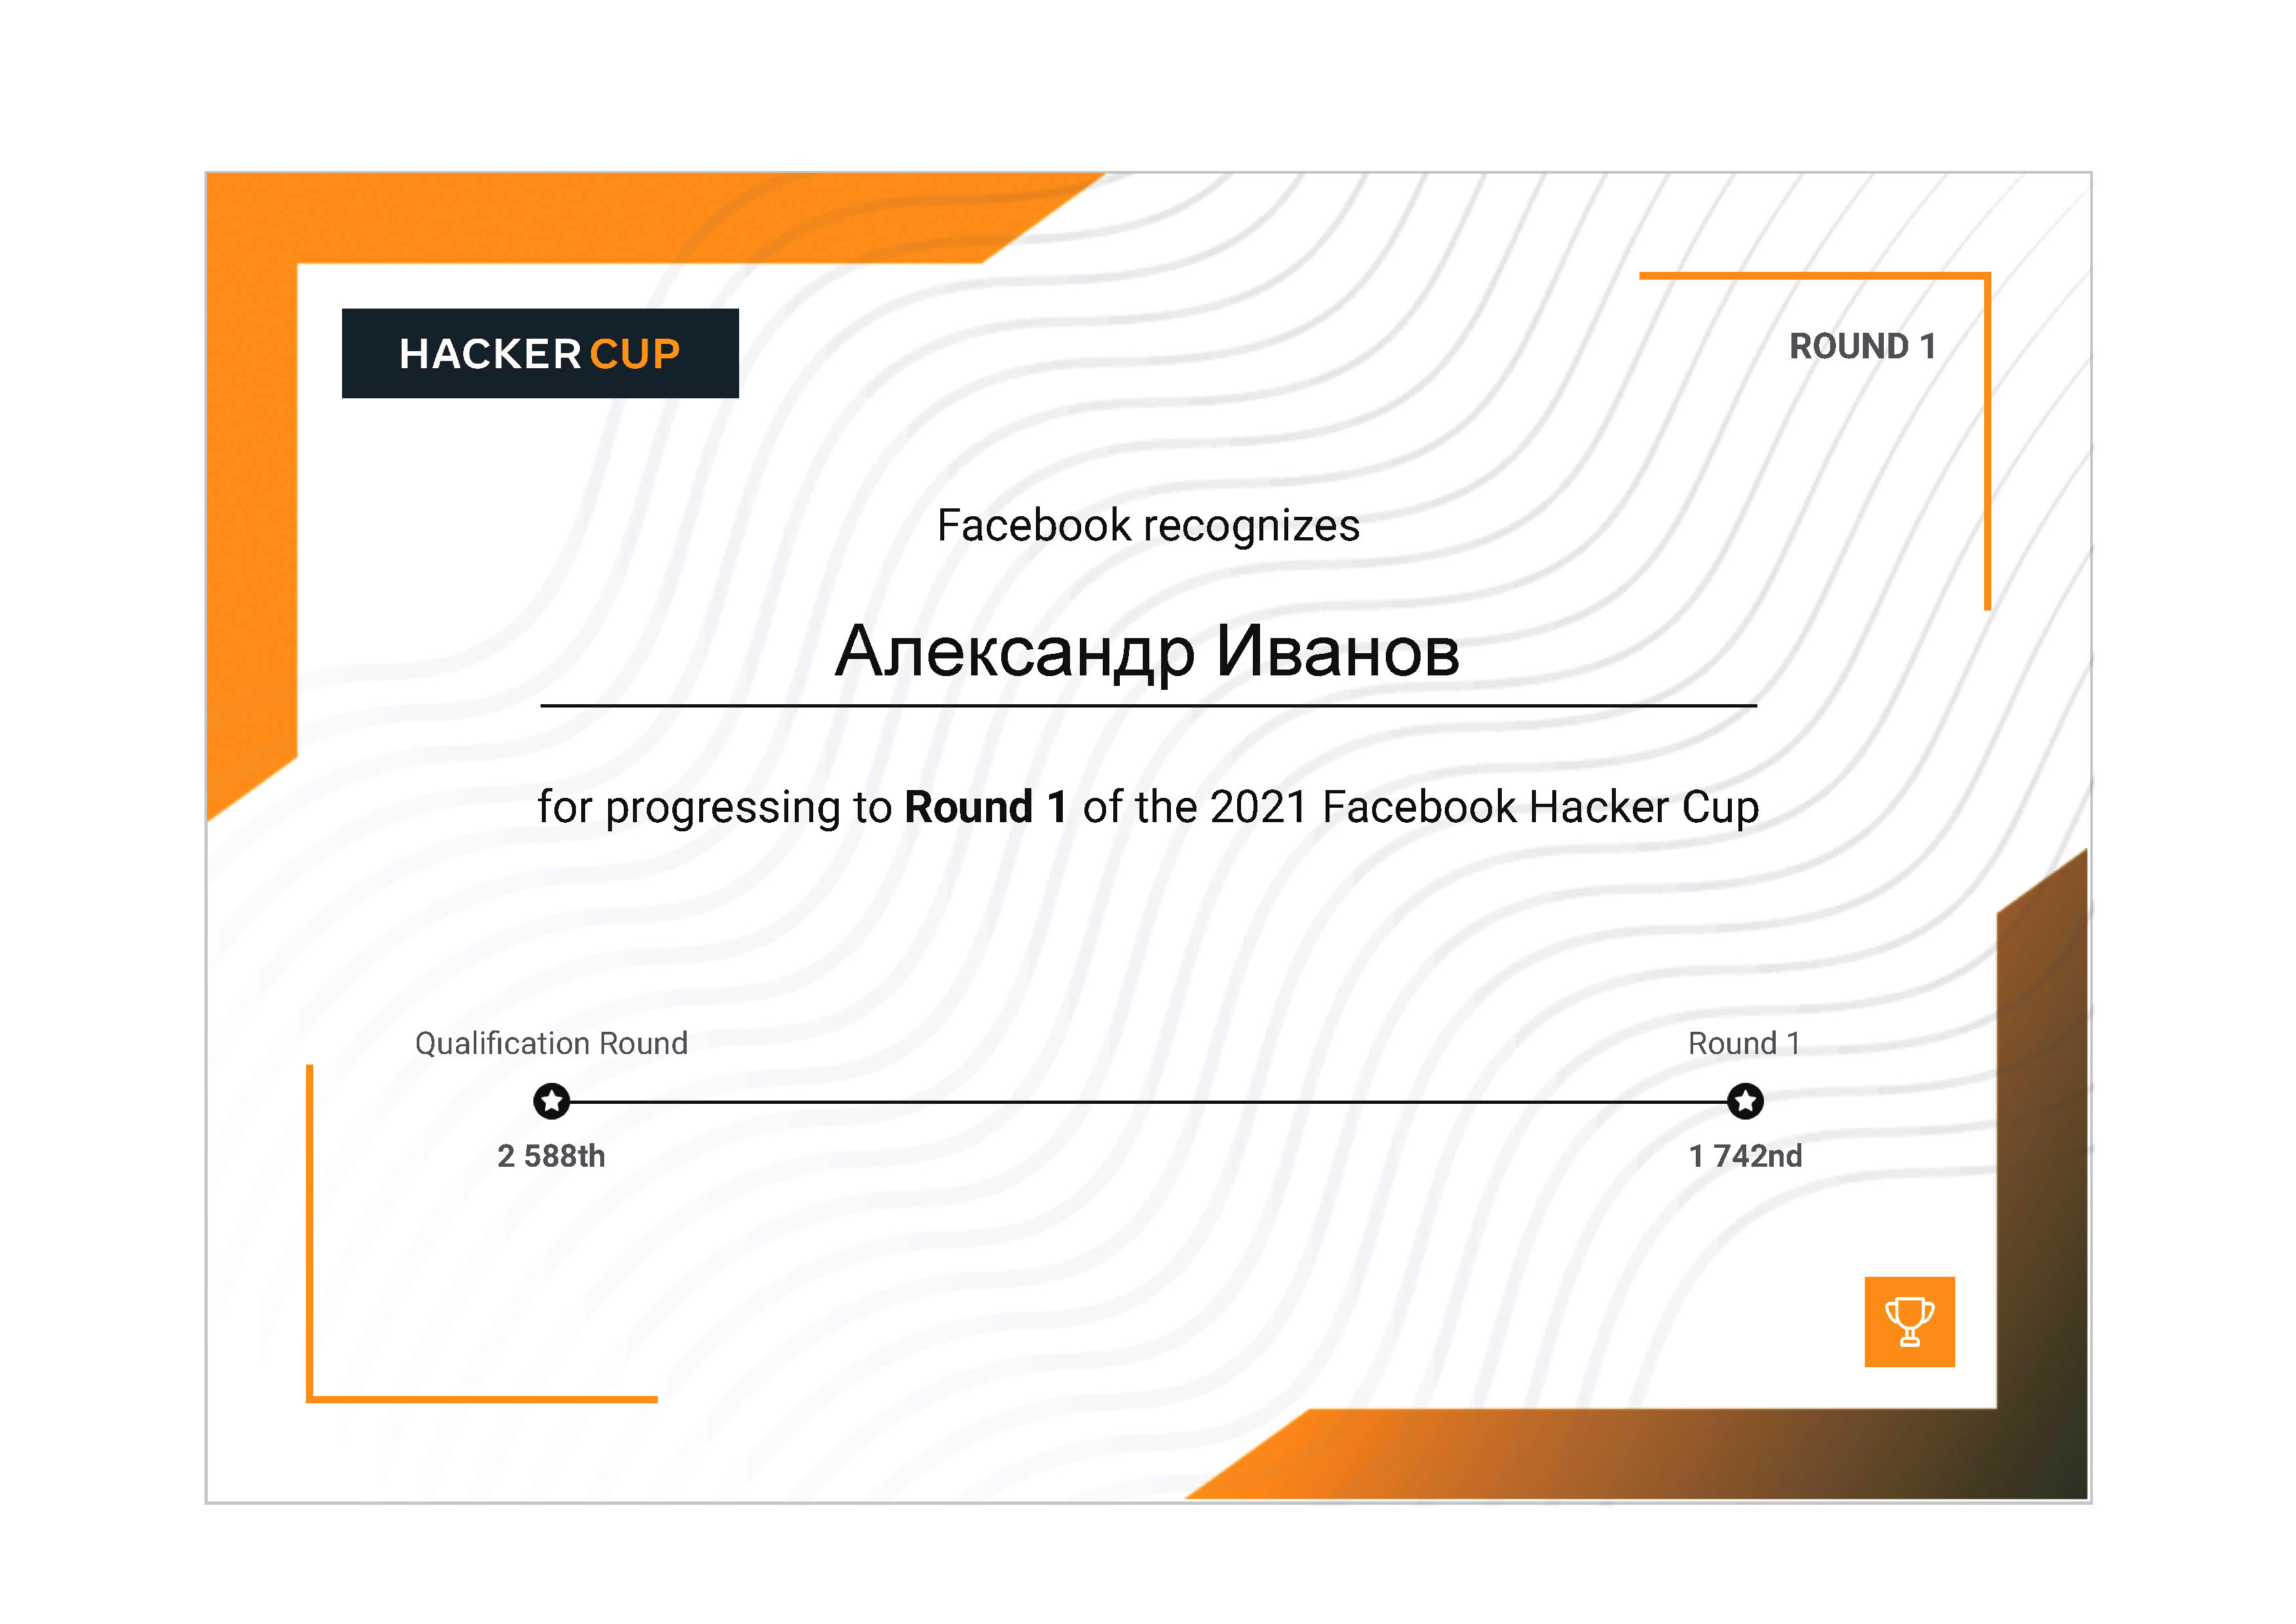 HACKER CUP
ROUND 1
Facebook recognizes
Александр Иванов
for progressing to Round 1 of the 2021 Facebook Hacker Cup
Qualification Round
Round 1
2 588th
1 742nd